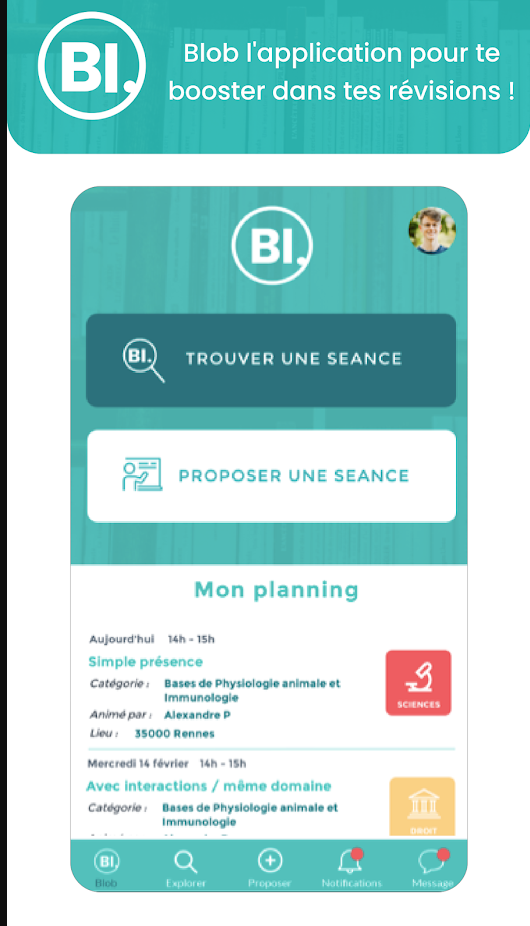 BI.
Blob l'application pour te
booster dans tes révisions !
BI.
BI.
TROUVER UNE SEANCE
PROPOSER UNE SEANCE
Mon planning
Aujourd'hui 14h - 15h
Simple présence
Catégorie : Bases de Physiologie animale et
Immunologie
Animé par : Alexandre P
Lieu : 35000 Rennes
SCIENCES
Mercredi 14 février 14h - 15h
Avec interactions / même domaine
Catégorie : Bases de Physiologie animale et
Immunologie
DROIT
BI.
Blob
Explorer
Proposer
Notifications
Message